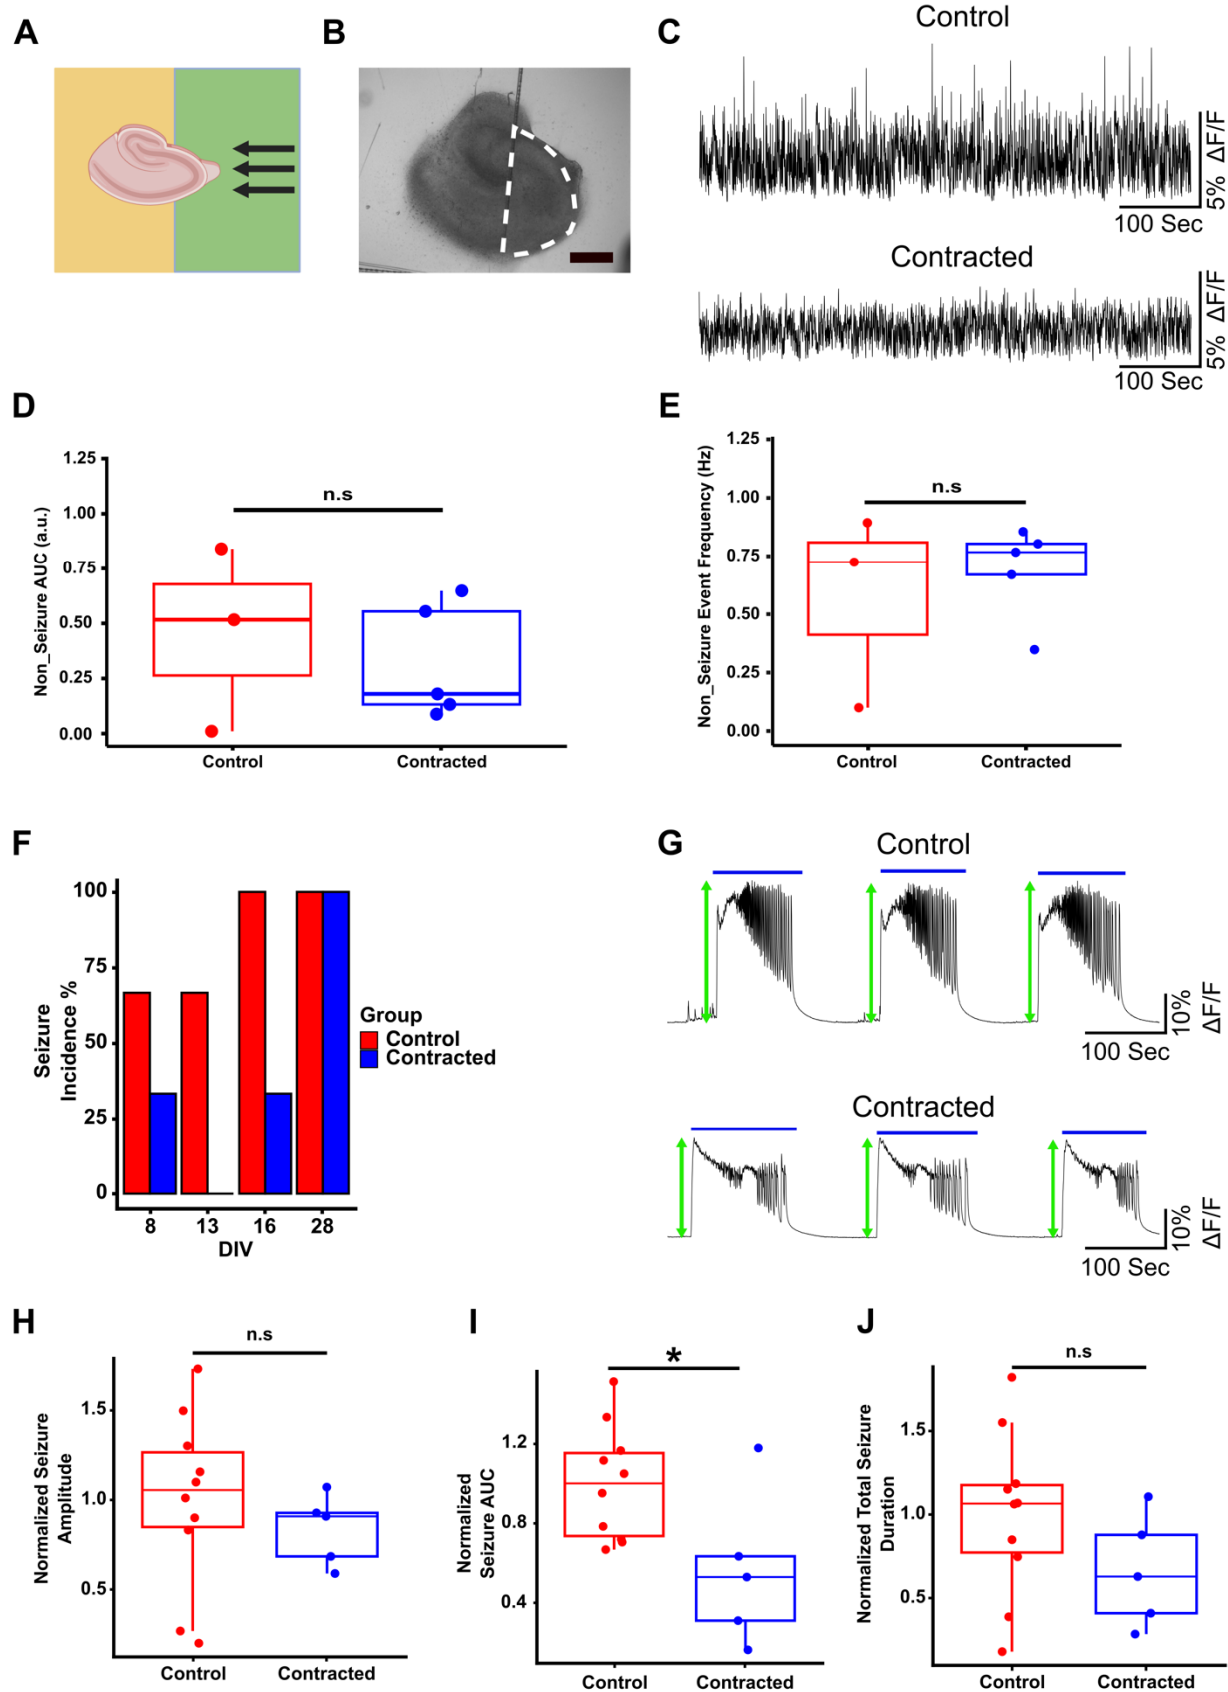 A
B
C
Control
5% ΔF/F
100 Sec
Contracted
5% ΔF/F
100 Sec
D
Non_Seizure AUC (a.u.)
1.25
1.00
0.75
0.50
0.25
0.00
n.s
Control
Contracted
E
Non_Seizure Event Frequency (Hz)
1.25
1.00
0.75
0.50
0.25
0.00
n.s
Control
Contracted
F
Seizure
Incidence %
100
75
50
25
0
8
13
16
28
DIV
Group
Control
Contracted
G
Control
10%
ΔF/F
100 Sec
Contracted
10%
ΔF/F
100 Sec
H
Normalized Seizure
Amplitude
1.5
1.0
0.5
n.s
Control
Contracted
I
Normalized
Seizure AUC
1.2
0.8
0.4
*
Control
Contracted
J
Normalized Total Seizure
Duration
1.5
1.0
0.5
n.s
Control
Contracted